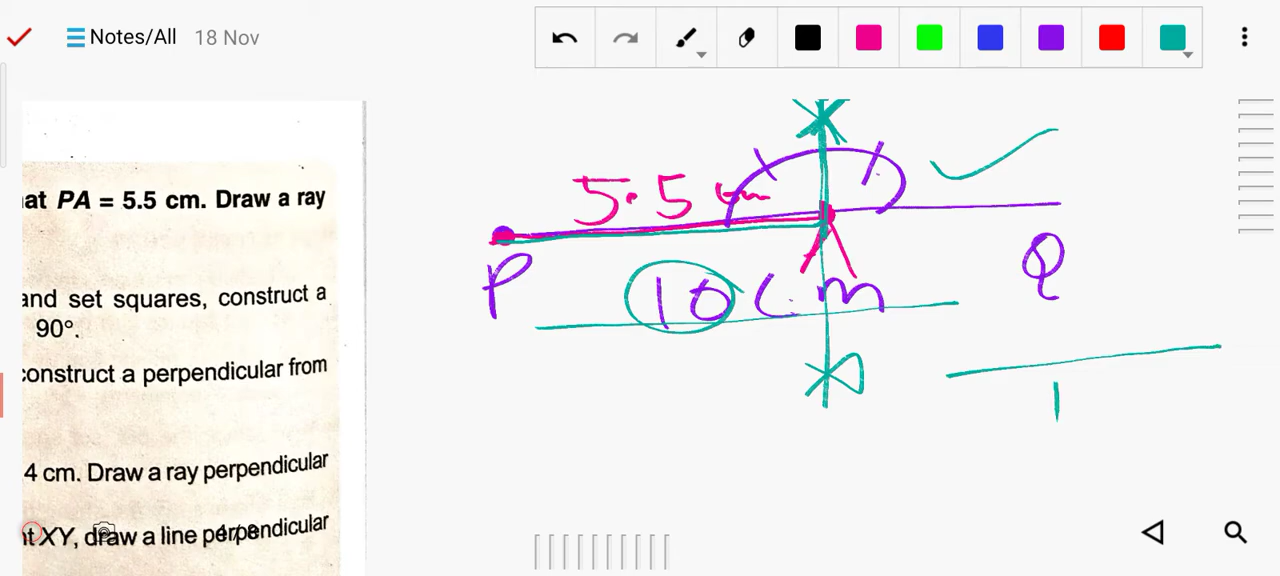 Notes/All 18 Nov
at PA = 5.5 cm. Draw a ray
and set squares, construct a
90°.
construct a perpendicular from
4 cm. Draw a ray perpendicular
nt XY, draw a line perpendicular
5.5 cm
P
10 cm
Q